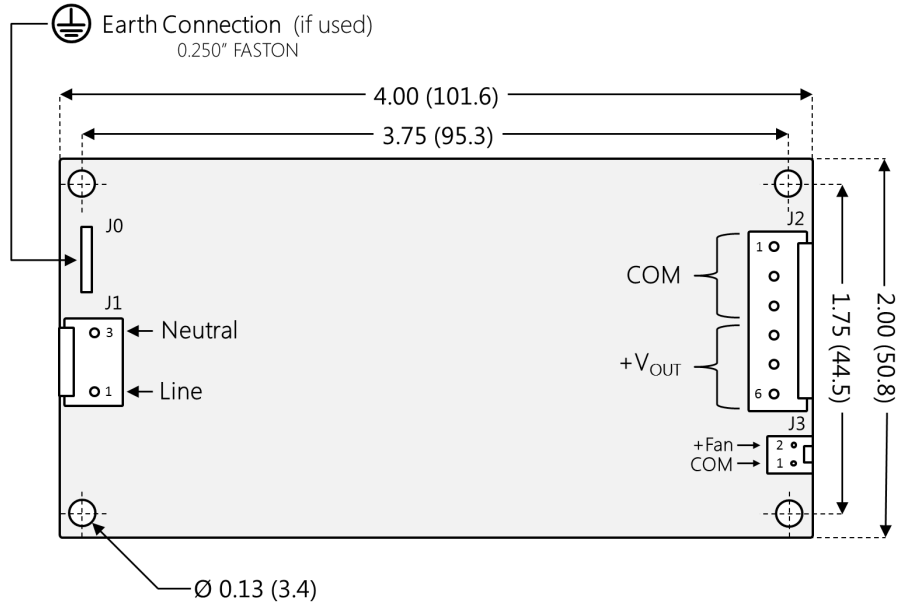 Earth Connection (if used)
0.250" FASTON
4.00 (101.6)
3.75 (95.3)
J0
J1
3
Neutral
1
Line
J2
1
COM
+VOUT
6
J3
+Fan
2
COM
1
1.75 (44.5)
2.00 (50.8)
Ø 0.13 (3.4)